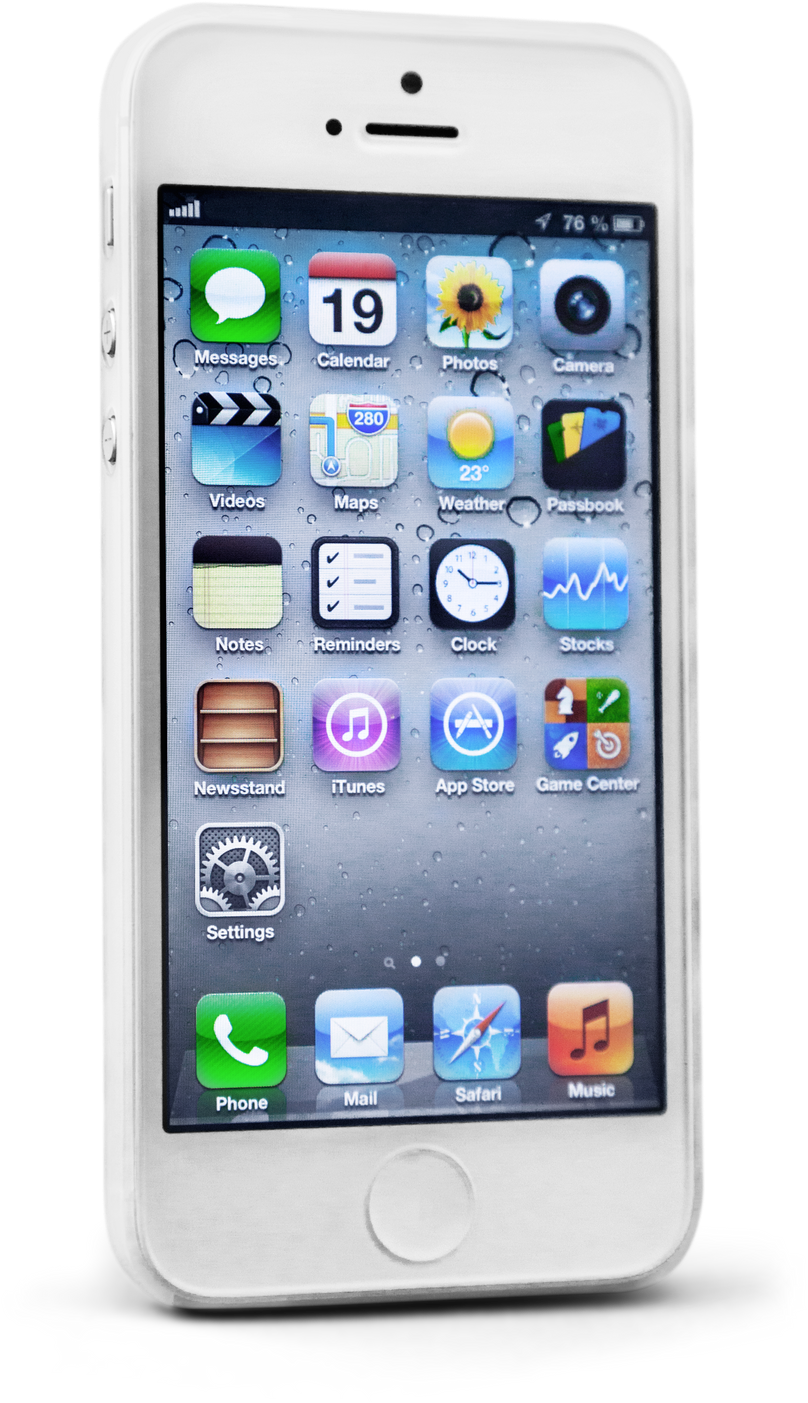 76 %
19
Messages Calendar Photos Camera
280
23°
Videos Maps Weather Passbook
Notes Reminders Clock Stocks
Newsstand iTunes App Store Game Center
Settings
Phone Mail Safari Music